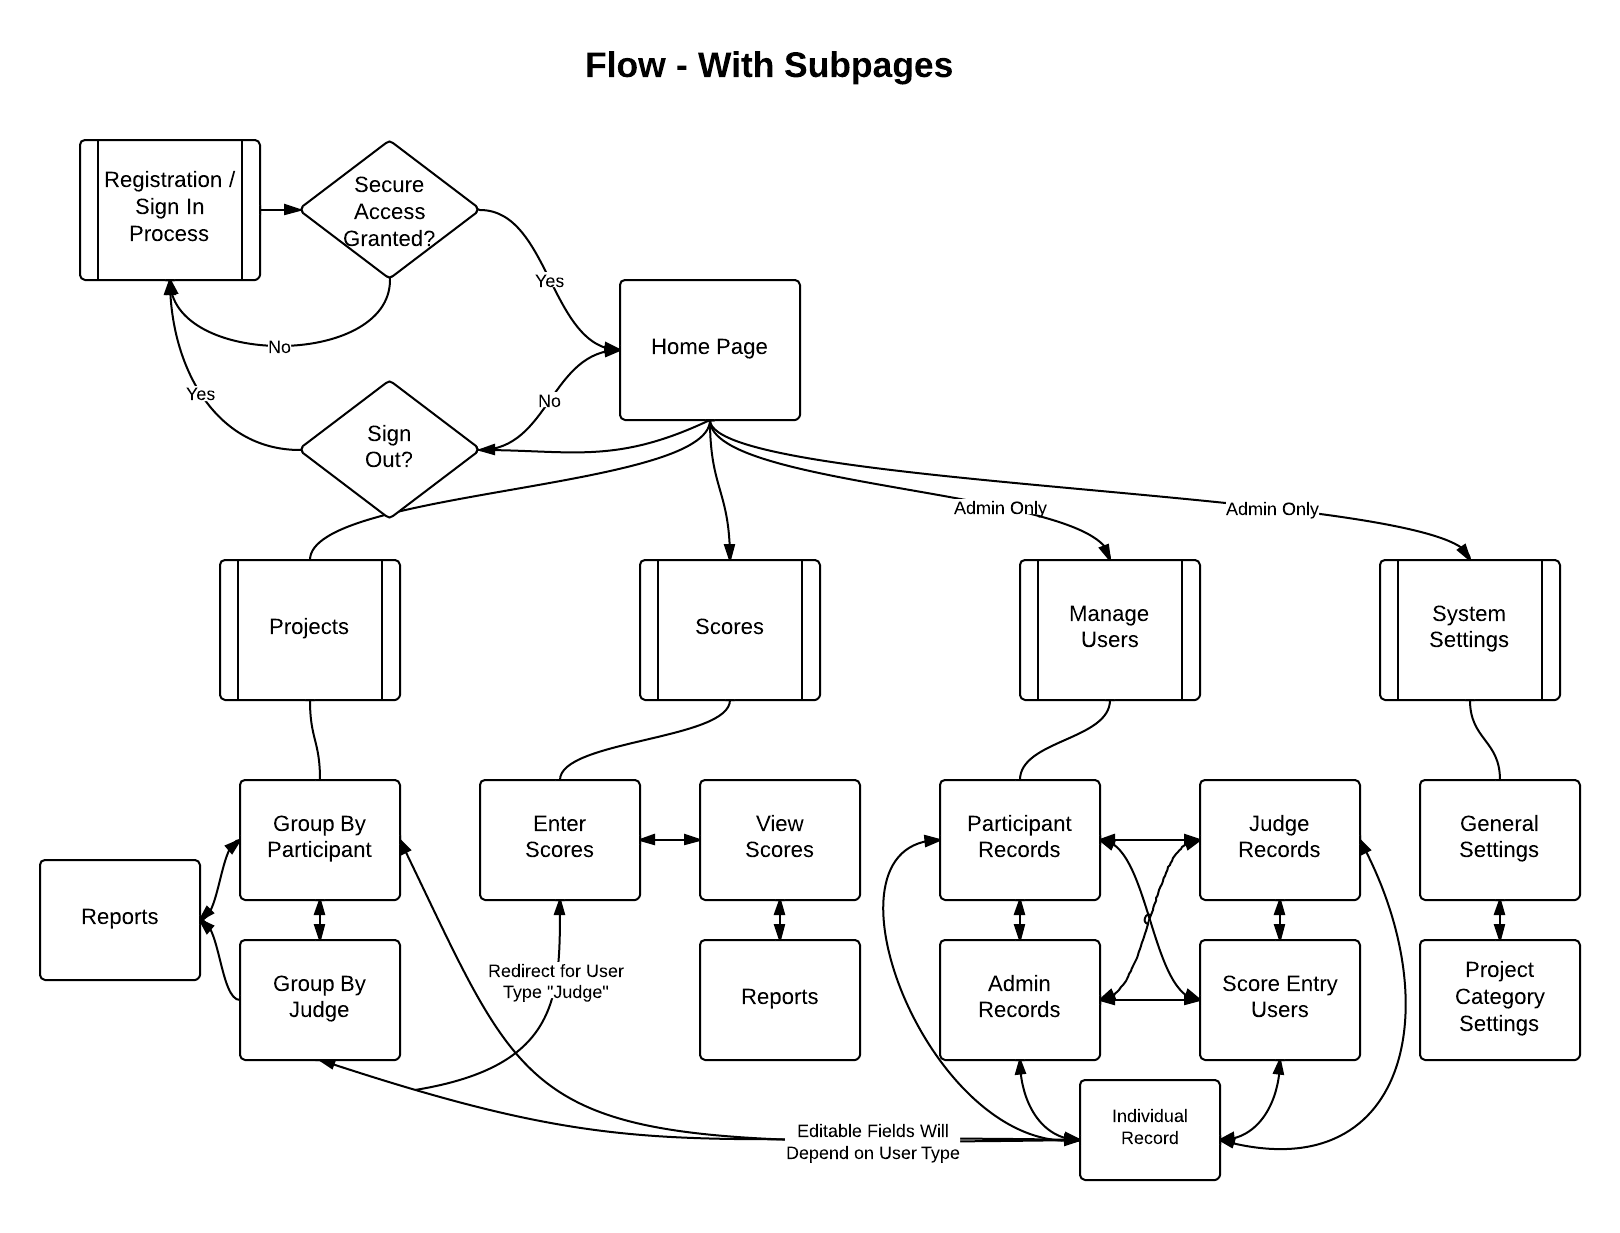 Flow - With Subpages
Registration /
Sign In
Process
Secure
Access
Granted?
Yes
No
Home Page
Yes
No
Sign
Out?
Admin Only
Admin Only
Projects
Scores
Manage
Users
System
Settings
Group By
Participant
Enter
Scores
View
Scores
Participant
Records
Judge
Records
General
Settings
Reports
Group By
Judge
Redirect for User
Type "Judge"
Reports
Admin
Records
Score Entry
Users
Project
Category
Settings
Individual
Record
Editable Fields Will
Depend on User Type